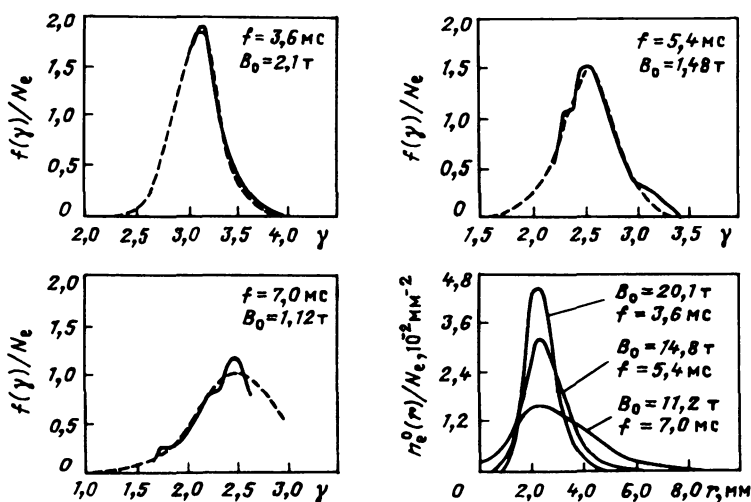 2,0
1,5
1,0
0,5
0
f(γ)/Nₑ
f=3,6 мс
B₀=2,1 т
2,0 2,5 3,0 3,5 4,0 γ
2,0
1,5
1,0
0,5
0
f(γ)/Nₑ
f=5,4 мс
B₀=1,48 т
1,5 2,0 2,5 3,0 3,5 γ
2,0
1,5
1,0
0,5
0
f(γ)/Nₑ
f=7,0 мс
B₀=1,12 т
1,0 1,5 2,0 2,5 3,0 γ
4,8
3,6
2,4
1,2
nₑ⁰(r)/Nₑ, 10⁻² мм⁻²
B₀=20,1 т
f=3,6 мс
B₀=14,8 т
f=5,4 мс
B₀=11,2 т
f=7,0 мс
0 2,0 4,0 6,0 8,0 r, мм